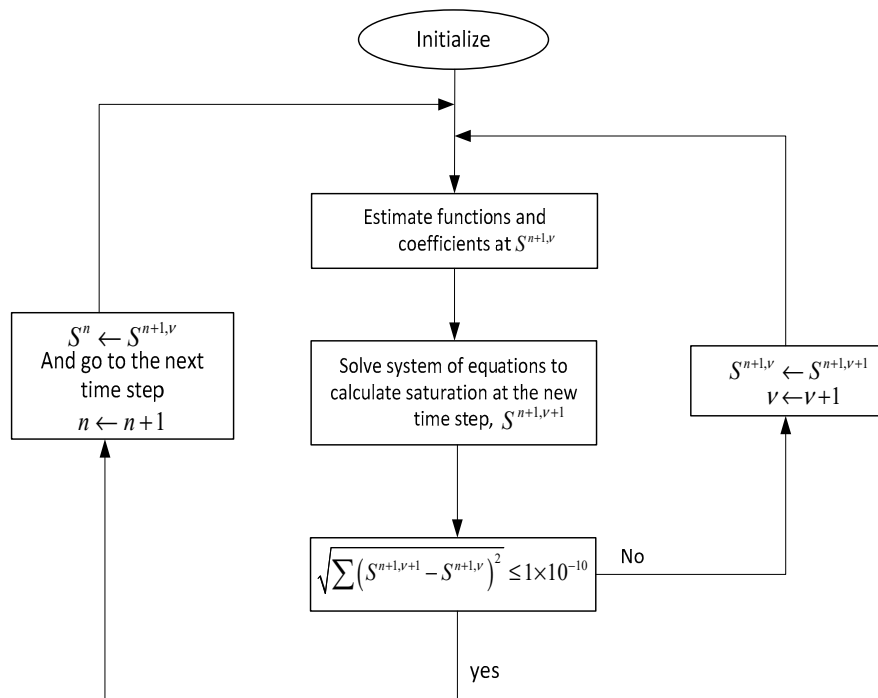 Initialize
Estimate functions and
coefficients at S^{n+1,ν}
S^n ← S^{n+1,ν}
And go to the next
time step
n ← n+1
Solve system of equations to
calculate saturation at the new
time step, S^{n+1,ν+1}
S^{n+1,ν} ← S^{n+1,ν+1}
ν ← ν+1
√∑(S^{n+1,ν+1} − S^{n+1,ν})^2 ≤ 1×10^{−10}
No
yes